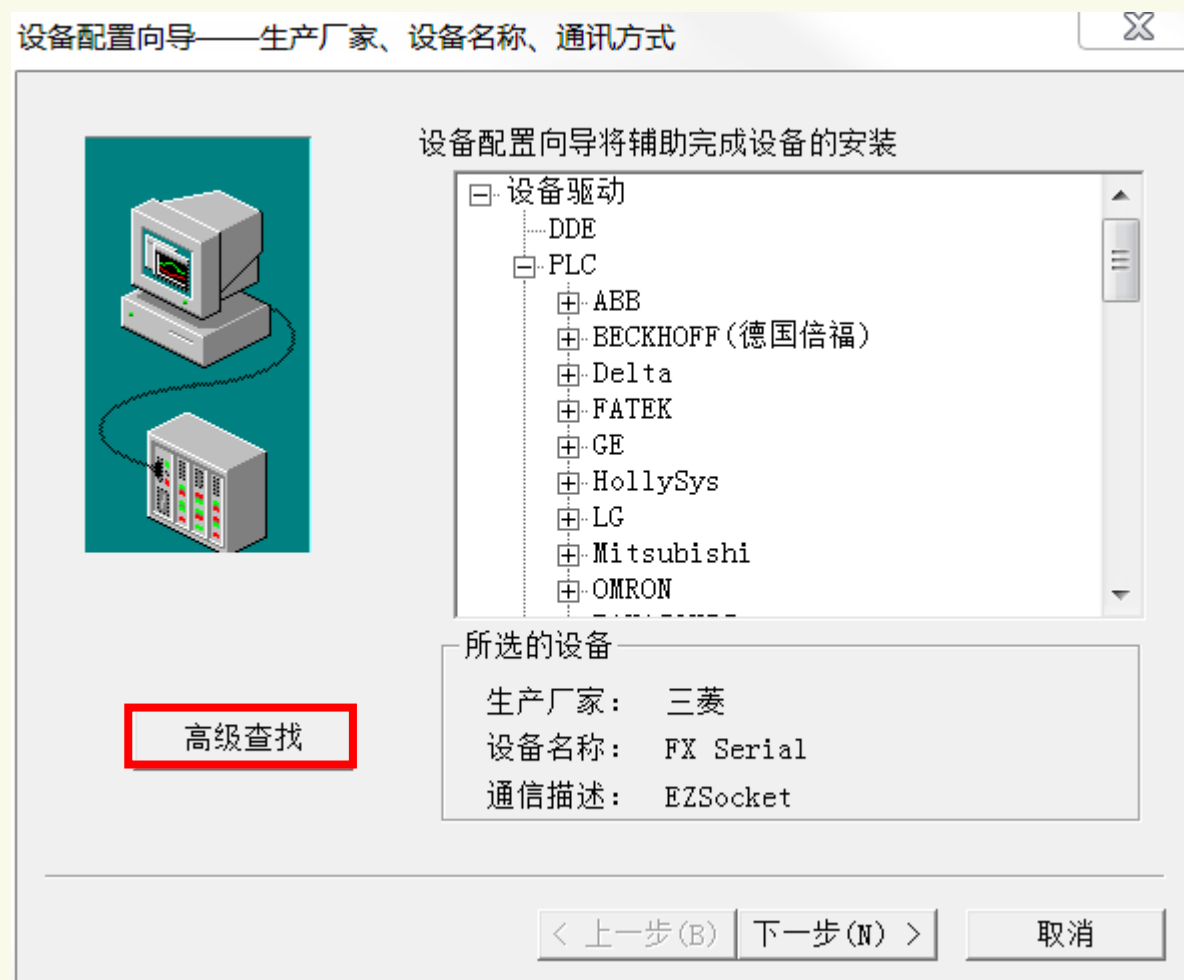 设备配置向导——生产厂家、设备名称、通讯方式
设备配置向导将辅助完成设备的安装
设备驱动
DDE
PLC
ABB
BECKHOFF(德国倍福)
Delta
FATEK
GE
HollySys
LG
Mitsubishi
OMRON
所选的设备
生产厂家： 三菱
设备名称： FX Serial
通信描述： EZSocket
高级查找
< 上一步(B)
下一步(N) >
取消